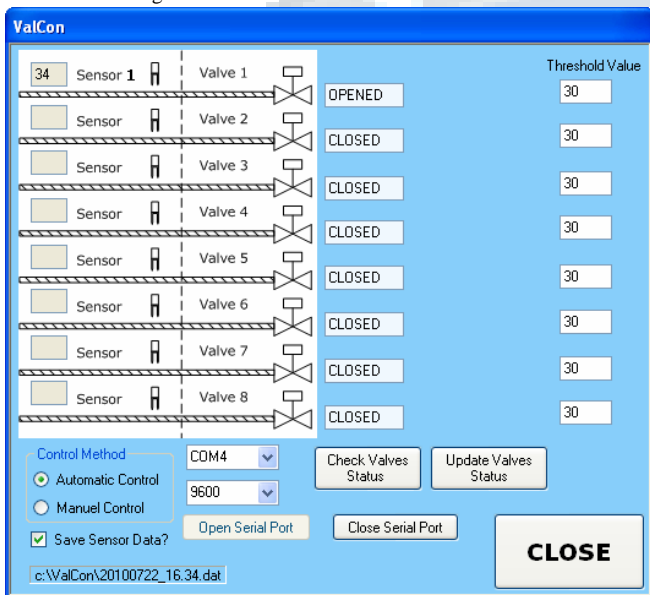 ValCon
Threshold Value
34 Sensor 1 Valve 1 OPENED 30
Sensor Valve 2 CLOSED 30
Sensor Valve 3 CLOSED 30
Sensor Valve 4 CLOSED 30
Sensor Valve 5 CLOSED 30
Sensor Valve 6 CLOSED 30
Sensor Valve 7 CLOSED 30
Sensor Valve 8 CLOSED 30
Control Method
Automatic Control
Manuel Control
Save Sensor Data?
c:\ValCon\20100722_16.34.dat
COM4
9600
Open Serial Port
Check Valves
Status
Update Valves
Status
Close Serial Port
CLOSE